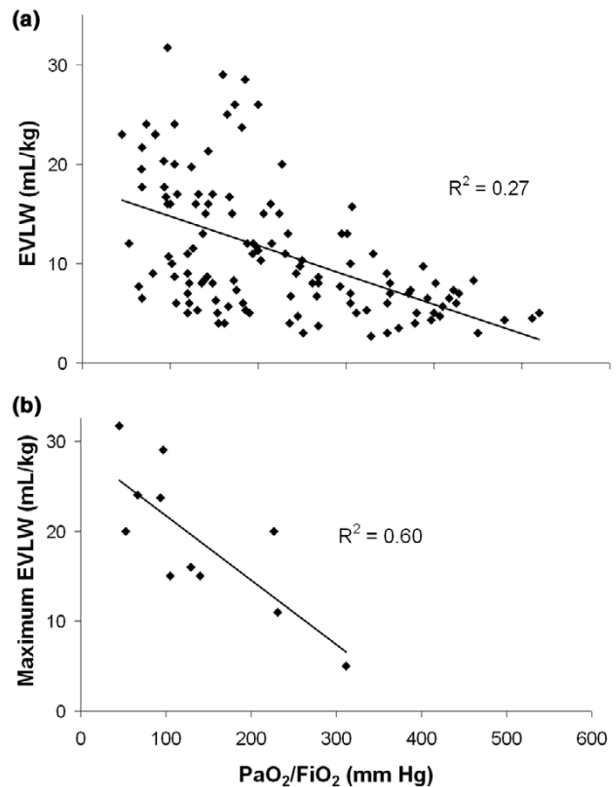 (a)
30
20
10
0
EVLW (mL/kg)
R² = 0.27
(b)
30
20
10
0
Maximum EVLW (mL/kg)
R² = 0.60
0 100 200 300 400 500 600
PaO₂/FiO₂ (mm Hg)